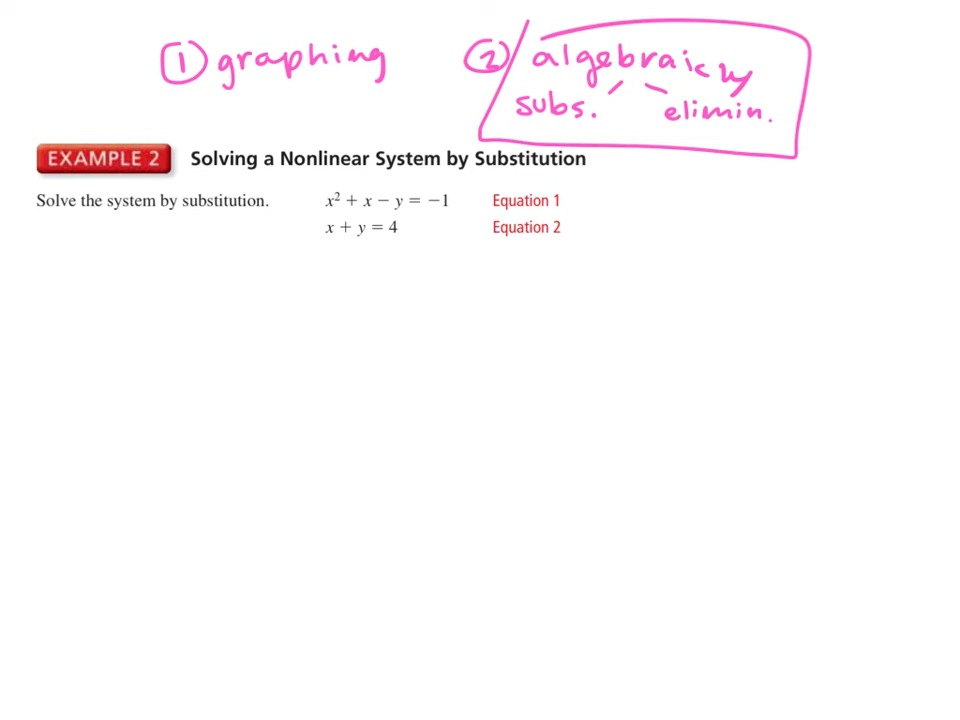 ① graphing ② algebraically
subs. elimin.
EXAMPLE 2 Solving a Nonlinear System by Substitution
Solve the system by substitution. x² + x − y = −1 Equation 1
x + y = 4 Equation 2